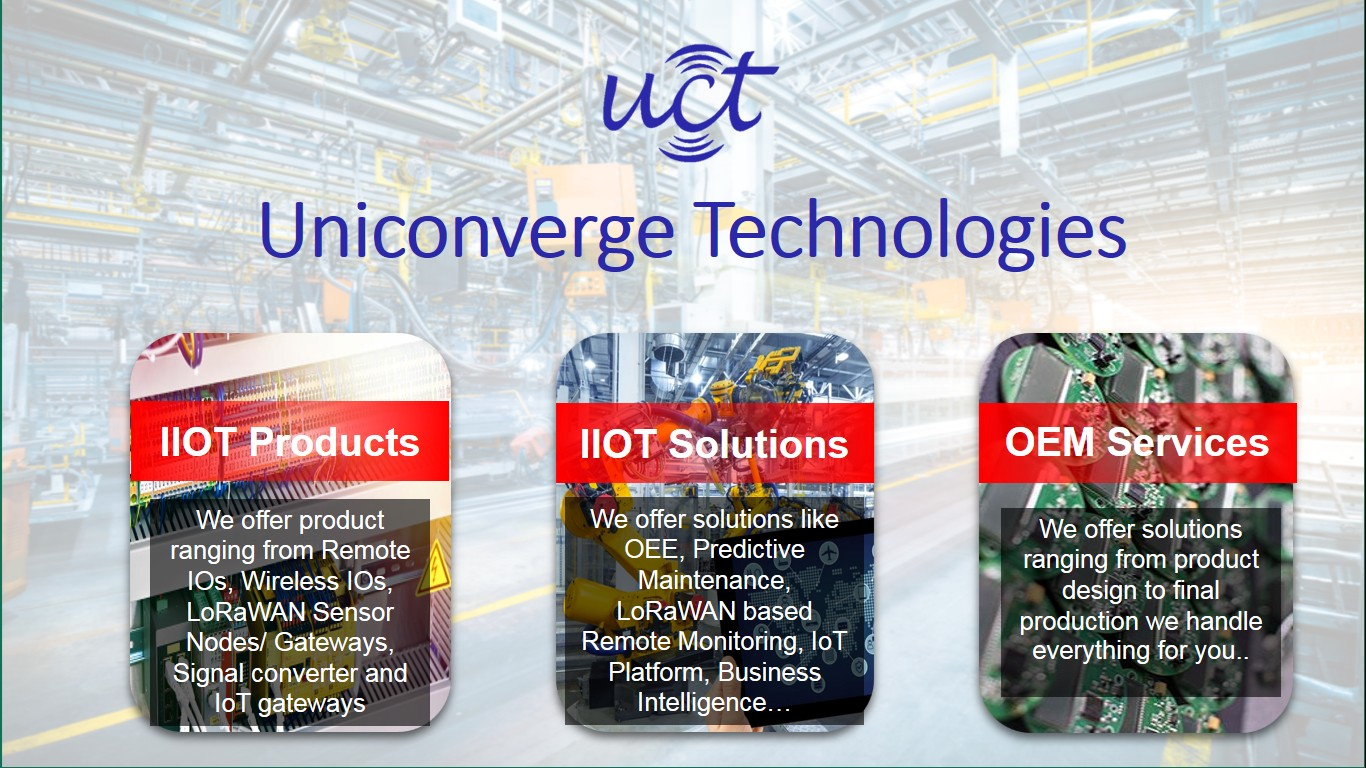 uct
Uniconverge Technologies
IIOT Products
We offer product
ranging from Remote
IOs, Wireless IOs,
LoRaWAN Sensor
Nodes/ Gateways,
Signal converter and
IoT gateways
IIOT Solutions
We offer solutions like
OEE, Predictive
Maintenance,
LoRaWAN based
Remote Monitoring, IoT
Platform, Business
Intelligence…
OEM Services
We offer solutions
ranging from product
design to final
production we handle
everything for you..